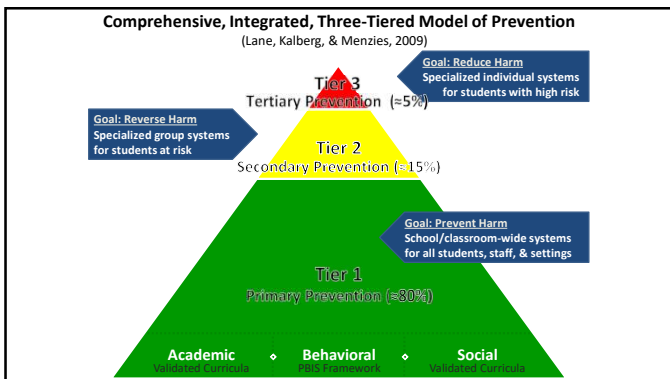 Comprehensive, Integrated, Three-Tiered Model of Prevention
(Lane, Kalberg, & Menzies, 2009)
Goal: Reduce Harm
Specialized individual systems
for students with high risk
Tier 3
Tertiary Prevention (≈5%)
Goal: Reverse Harm
Specialized group systems
for students at risk
Tier 2
Secondary Prevention (≈15%)
Goal: Prevent Harm
School/classroom-wide systems
for all students, staff, & settings
Tier 1
Primary Prevention (≈80%)
Academic ◊ Behavioral ◊ Social
Validated Curricula PBIS Framework Validated Curricula